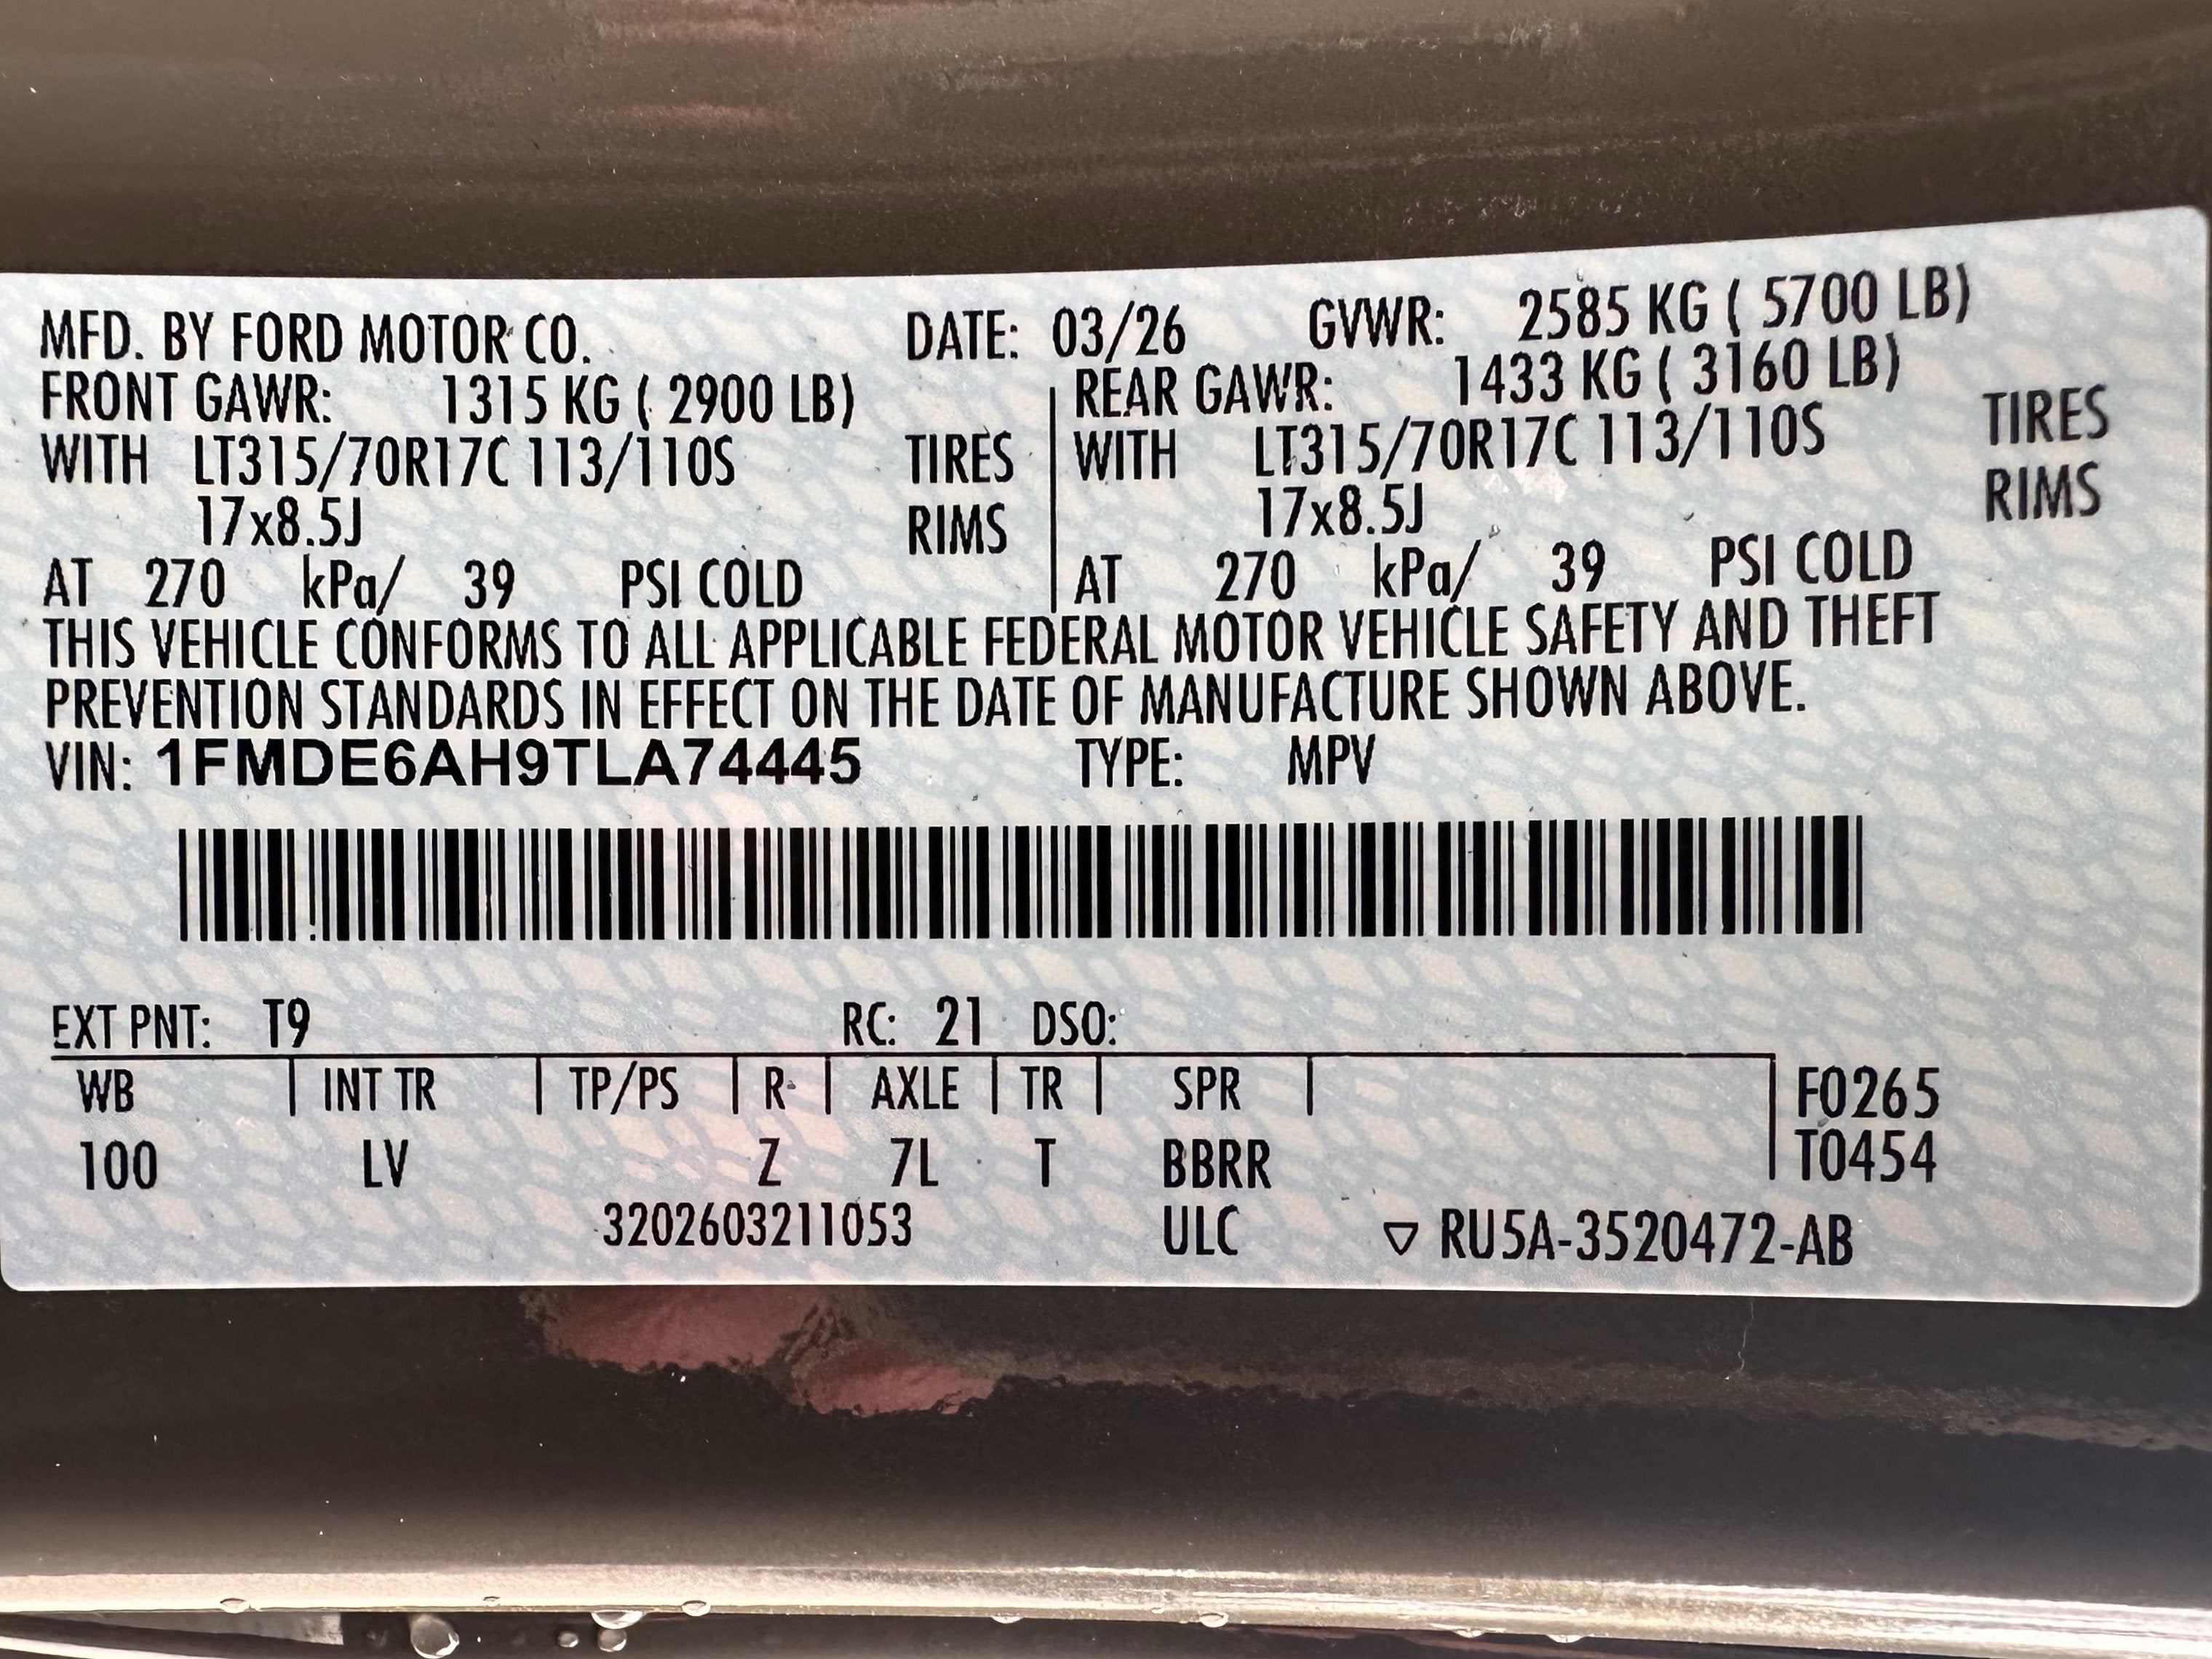 MFD. BY FORD MOTOR CO. DATE: 03/26 GVWR: 2585 KG ( 5700 LB)
FRONT GAWR: 1315 KG ( 2900 LB) REAR GAWR: 1433 KG ( 3160 LB)
WITH LT315/70R17C 113/110S TIRES WITH LT315/70R17C 113/110S TIRES
17x8.5J RIMS 17x8.5J RIMS
AT 270 kPa/ 39 PSI COLD AT 270 kPa/ 39 PSI COLD
THIS VEHICLE CONFORMS TO ALL APPLICABLE FEDERAL MOTOR VEHICLE SAFETY AND THEFT
PREVENTION STANDARDS IN EFFECT ON THE DATE OF MANUFACTURE SHOWN ABOVE.
VIN: 1FMDE6AH9TLA74445 TYPE: MPV
EXT PNT: T9 RC: 21 DSO:
WB INT TR TP/PS R AXLE TR SPR F0265
100 LV Z 7L T BBRR T0454
3202603211053 ULC ▽ RU5A-3520472-AB